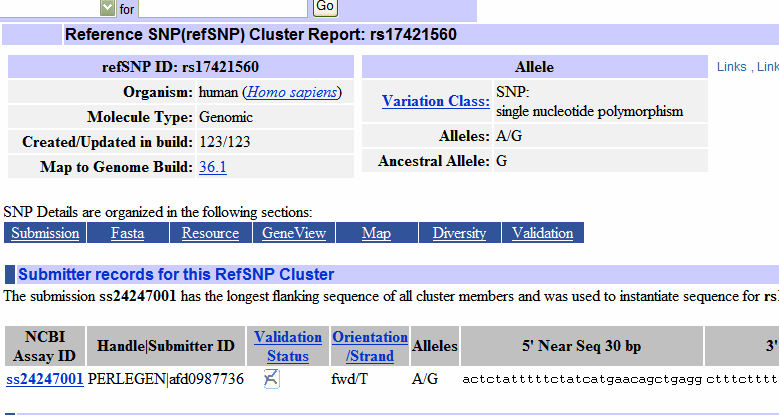 for Go
Reference SNP(refSNP) Cluster Report: rs17421560
refSNP ID: rs17421560
Organism: human (Homo sapiens)
Molecule Type: Genomic
Created/Updated in build: 123/123
Map to Genome Build: 36.1
Allele
Variation Class: SNP:
single nucleotide polymorphism
Alleles: A/G
Ancestral Allele: G
Links , Link
SNP Details are organized in the following sections:
Submission Fasta Resource GeneView Map Diversity Validation
Submitter records for this RefSNP Cluster
The submission ss24247001 has the longest flanking sequence of all cluster members and was used to instantiate sequence for rs1
NCBI Assay ID Handle|Submitter ID Validation Status Orientation /Strand Alleles 5' Near Seq 30 bp 3'
ss24247001 PERLEGEN|afd0987736 fwd/T A/G actctatttttctatcatgaacagctgagg ctttctttt